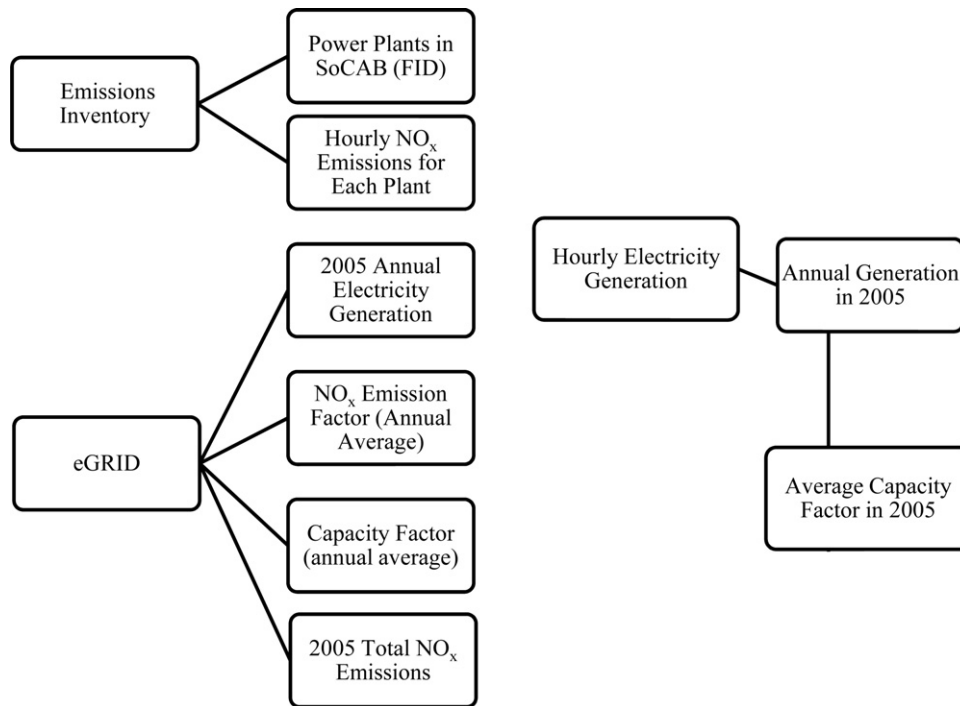 Emissions
Inventory
Power Plants in
SoCAB (FID)
Hourly NOₓ
Emissions for
Each Plant
eGRID
2005 Annual
Electricity
Generation
NOₓ Emission
Factor (Annual
Average)
Capacity Factor
(annual average)
2005 Total NOₓ
Emissions
Hourly Electricity
Generation
Annual Generation
in 2005
Average Capacity
Factor in 2005